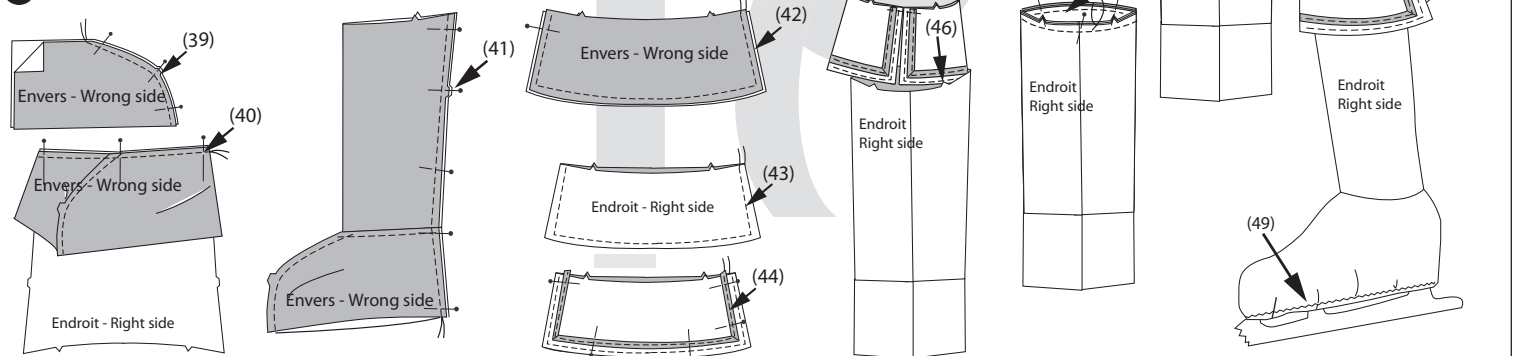 (39)
Envers - Wrong side
(40)
Envers - Wrong side
Endroit - Right side
(41)
Envers - Wrong side
(42)
Envers - Wrong side
(43)
Endroit - Right side
(44)
(46)
Endroit
Right side
Endroit
Right side
Endroit
Right side
(49)